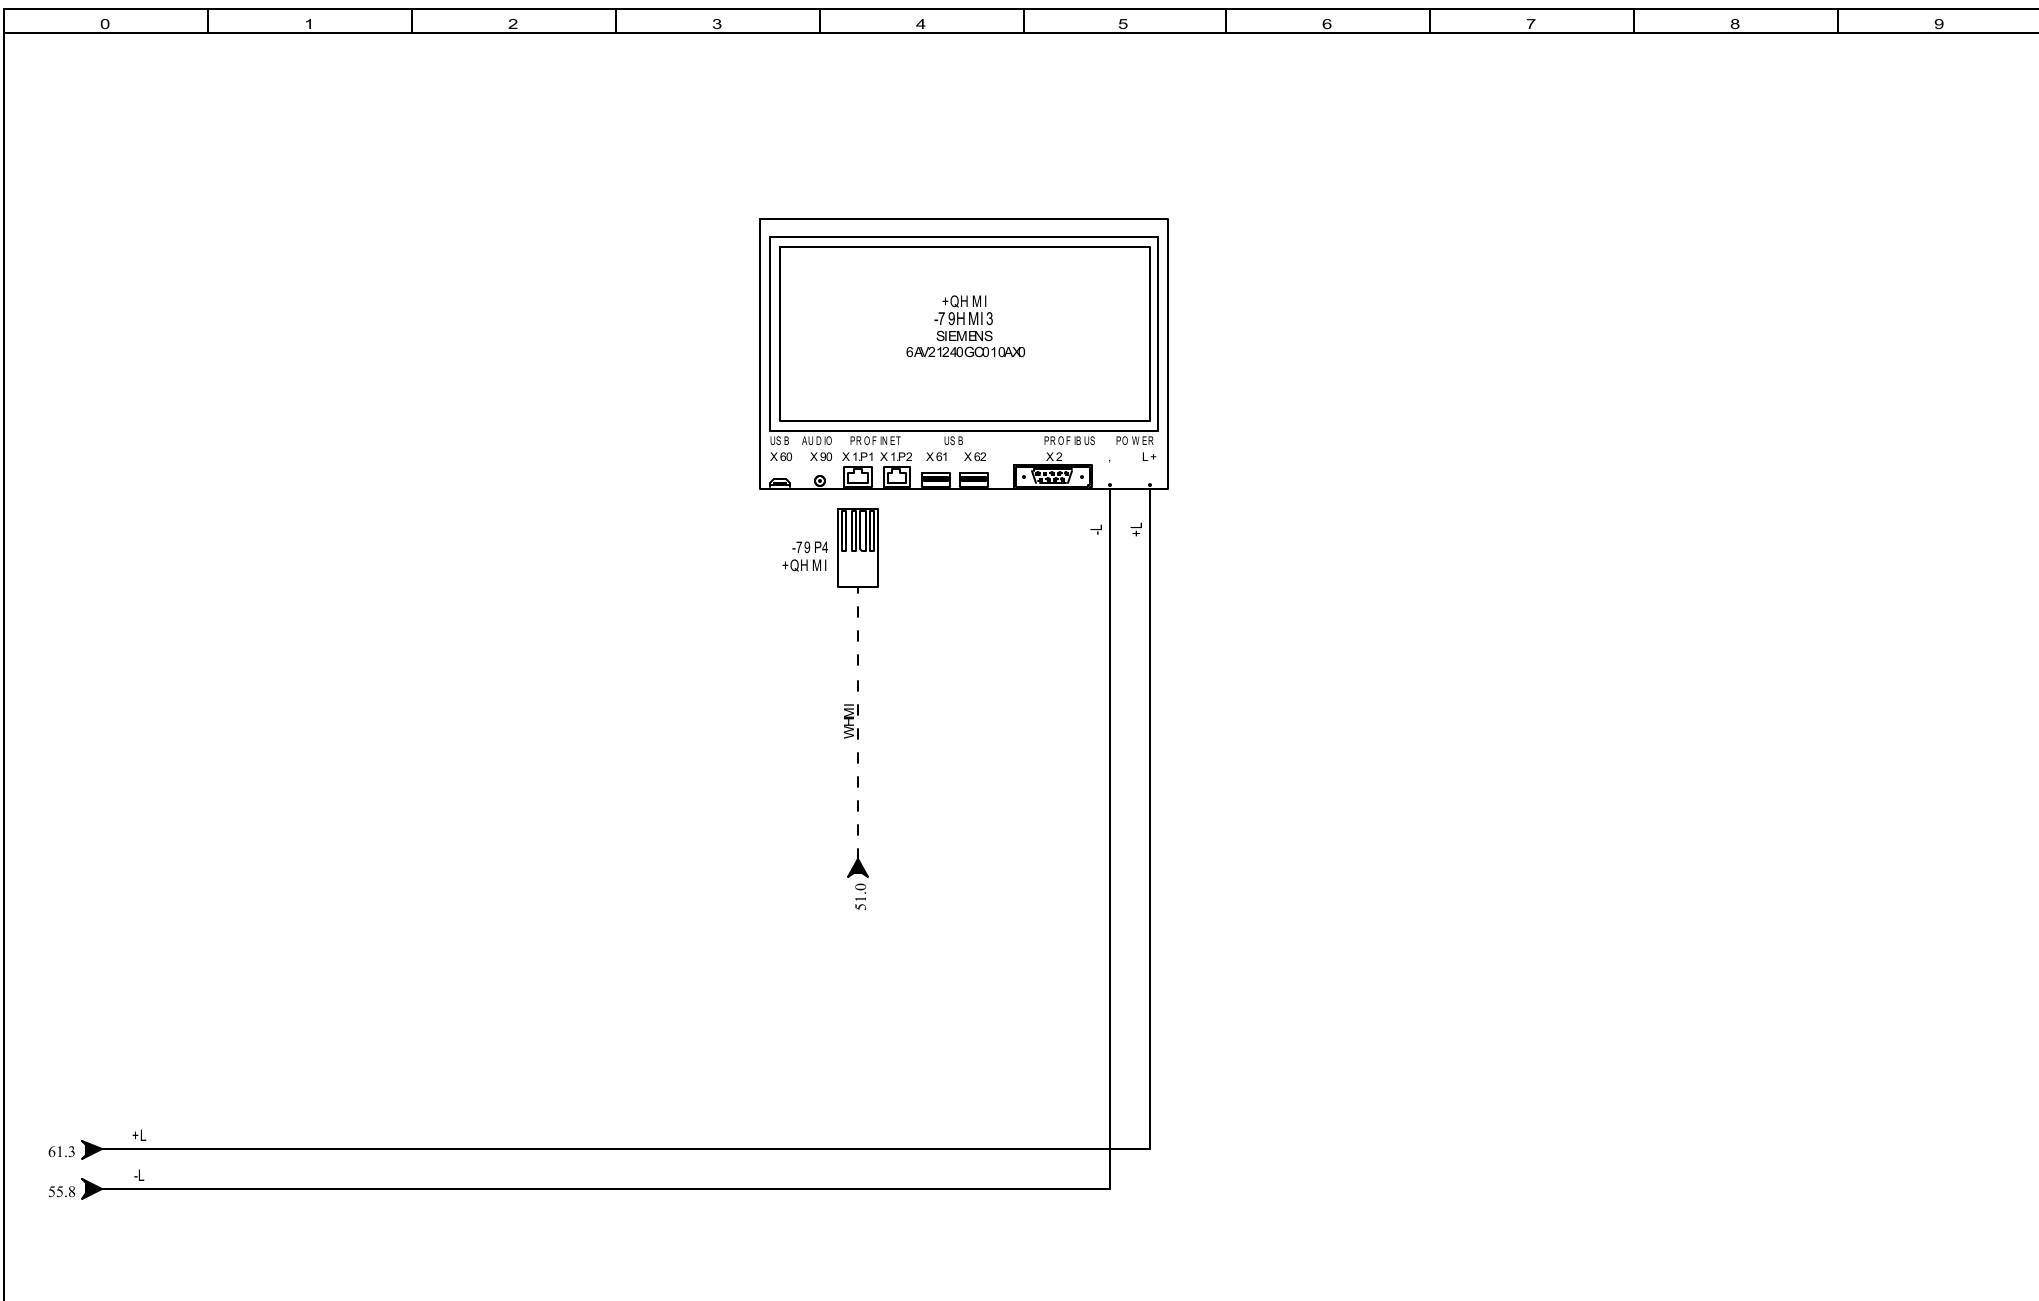 0 1 2 3 4 5 6 7 8 9
+QHMI
-79HMI3
SIEMENS
6AV21240GC010AX0
USB AUDIO PROFINET USB PROFIBUS POWER
X60 X90 X1.P1 X1.P2 X61 X62 X2 , L+
-L
+L
-79P4
+QHMI
WHMI
51.0
+L
61.3
-L
55.8